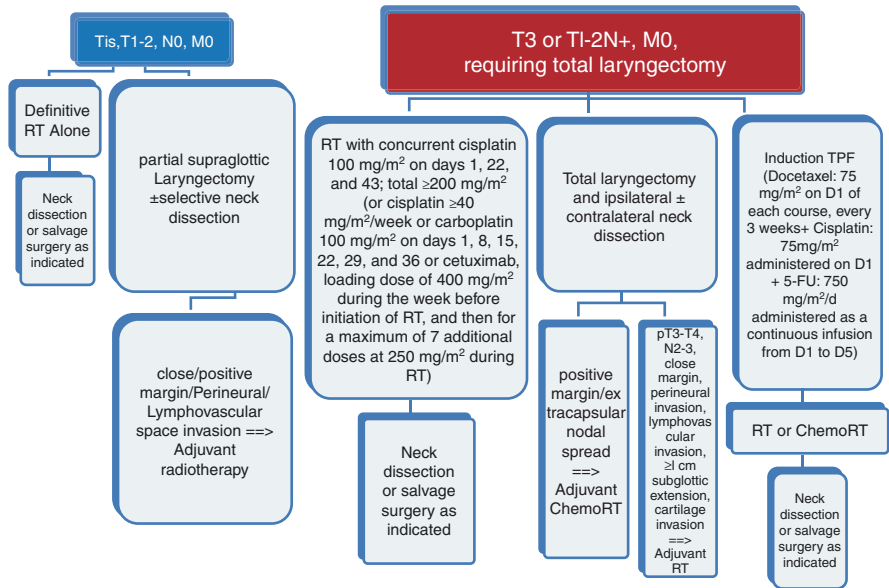 Tis,T1-2, N0, M0
Definitive
RT Alone
Neck
dissection
or salvage
surgery as
indicated
partial supraglottic
Laryngectomy
±selective neck
dissection
close/positive
margin/Perineural/
Lymphovascular
space invasion ==>
Adjuvant
radiotherapy
T3 or Tl-2N+, M0,
requiring total laryngectomy
RT with concurrent cisplatin
100 mg/m² on days 1, 22,
and 43; total ≥200 mg/m²
(or cisplatin ≥40
mg/m²/week or carboplatin
100 mg/m² on days 1, 8, 15,
22, 29, and 36 or cetuximab,
loading dose of 400 mg/m²
during the week before
initiation of RT, and then for
a maximum of 7 additional
doses at 250 mg/m² during
RT)
Neck
dissection
or salvage
surgery as
indicated
Total laryngectomy
and ipsilateral ±
contralateral neck
dissection
positive
margin/ex
tracapsular
nodal
spread
==>
Adjuvant
ChemoRT
pT3-T4,
N2-3,
close
margin,
perineural
invasion,
lymphovas
cular
invasion,
≥l cm
subglottic
extension,
cartilage
invasion
==>
Adjuvant
RT
Induction TPF
(Docetaxel: 75
mg/m² on D1 of
each course, every
3 weeks+ Cisplatin:
75mg/m²
administered on D1
+ 5-FU: 750
mg/m²/d
administered as a
continuous infusion
from D1 to D5)
RT or ChemoRT
Neck
dissection
or salvage
surgery as
indicated